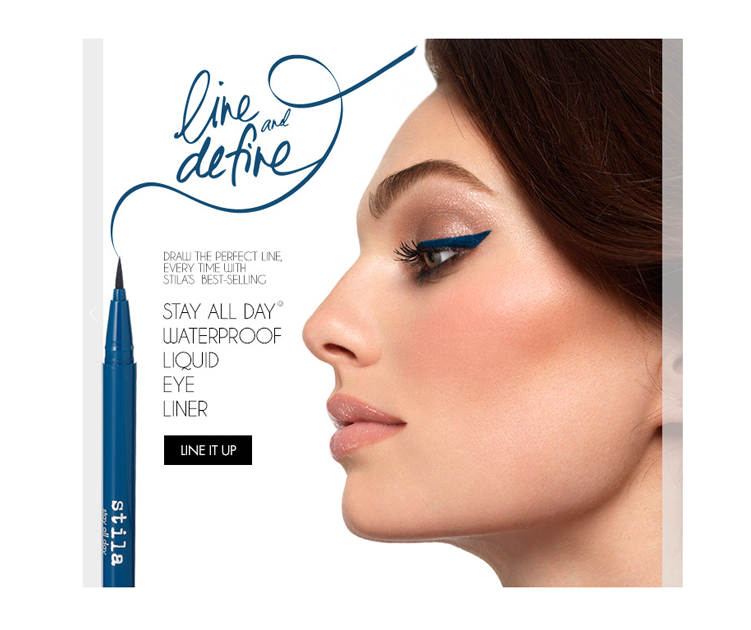 line and
define
DRAW THE PERFECT LINE,
EVERY TIME WITH
STILA'S BEST-SELLING
STAY ALL DAY®
WATERPROOF
LIQUID
EYE
LINER
LINE IT UP
stila
stay all day